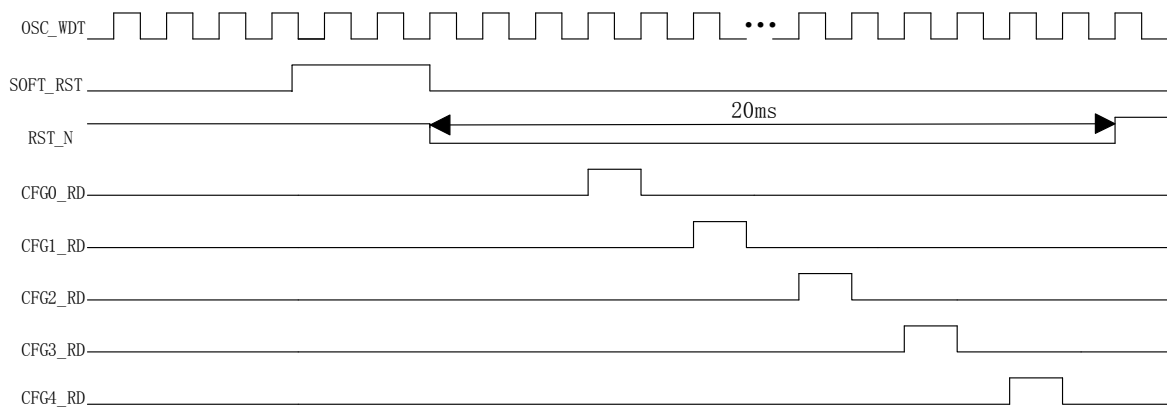 OSC_WDT
•••
SOFT_RST
20ms
RST_N
CFG0_RD
CFG1_RD
CFG2_RD
CFG3_RD
CFG4_RD